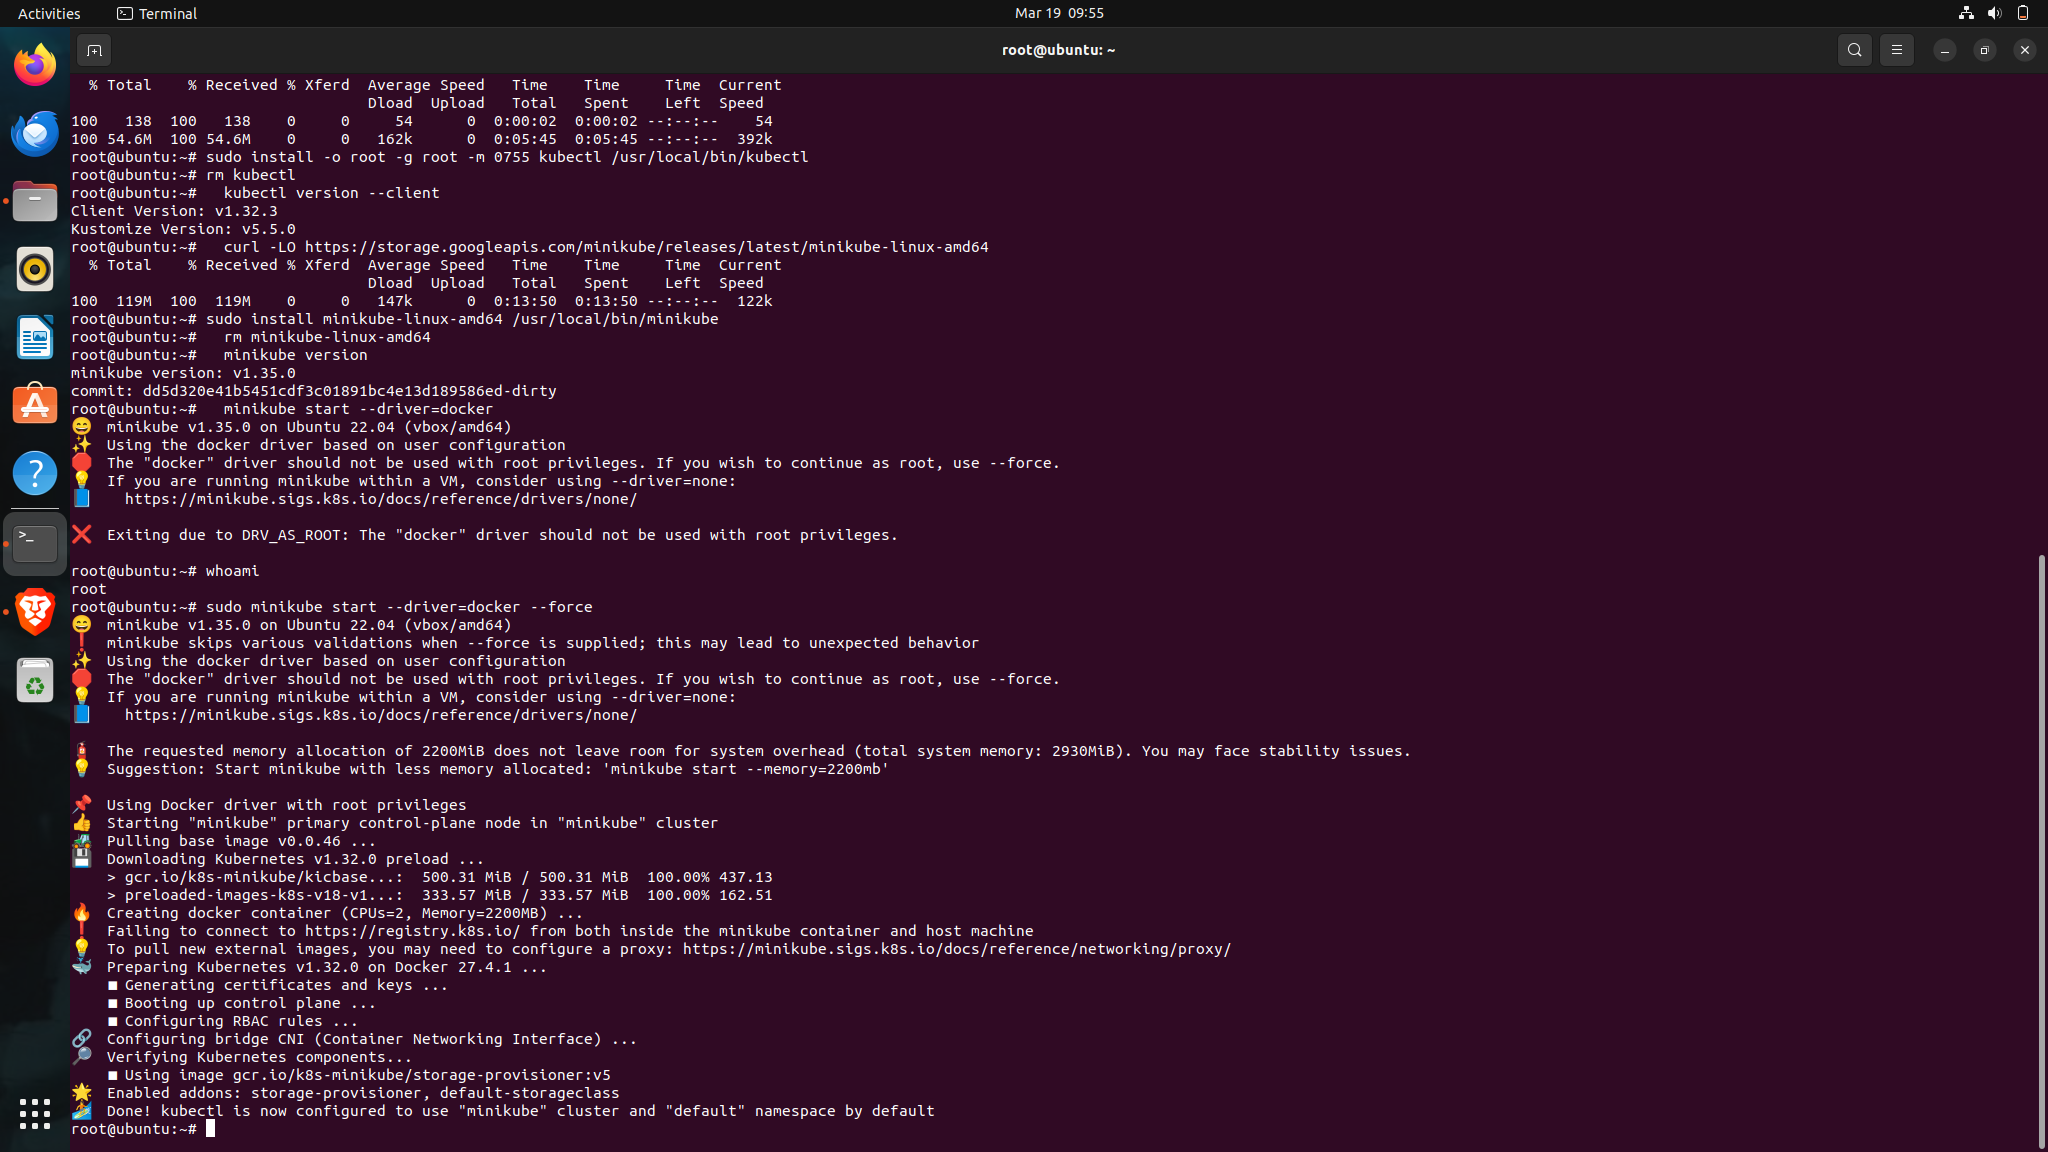 Activities
Terminal
Mar 19 09:55
root@ubuntu: ~
% Total % Received % Xferd Average Speed Time Time Time Current
Dload Upload Total Spent Left Speed
100 138 100 138 0 0 54 0 0:00:02 0:00:02 --:--:-- 54
100 54.6M 100 54.6M 0 0 162k 0 0:05:45 0:05:45 --:--:-- 392k
root@ubuntu:~# sudo install -o root -g root -m 0755 kubectl /usr/local/bin/kubectl
root@ubuntu:~# rm kubectl
root@ubuntu:~# kubectl version --client
Client Version: v1.32.3
Kustomize Version: v5.5.0
root@ubuntu:~# curl -LO https://storage.googleapis.com/minikube/releases/latest/minikube-linux-amd64
% Total % Received % Xferd Average Speed Time Time Time Current
Dload Upload Total Spent Left Speed
100 119M 100 119M 0 0 147k 0 0:13:50 0:13:50 --:--:-- 122k
root@ubuntu:~# sudo install minikube-linux-amd64 /usr/local/bin/minikube
root@ubuntu:~# rm minikube-linux-amd64
root@ubuntu:~# minikube version
minikube version: v1.35.0
commit: dd5d320e41b5451cdf3c01891bc4e13d189586ed-dirty
root@ubuntu:~# minikube start --driver=docker
😄 minikube v1.35.0 on Ubuntu 22.04 (vbox/amd64)
✨ Using the docker driver based on user configuration
🛑 The "docker" driver should not be used with root privileges. If you wish to continue as root, use --force.
💡 If you are running minikube within a VM, consider using --driver=none:
📘 https://minikube.sigs.k8s.io/docs/reference/drivers/none/
❌ Exiting due to DRV_AS_ROOT: The "docker" driver should not be used with root privileges.
root@ubuntu:~# whoami
root
root@ubuntu:~# sudo minikube start --driver=docker --force
😄 minikube v1.35.0 on Ubuntu 22.04 (vbox/amd64)
❗ minikube skips various validations when --force is supplied; this may lead to unexpected behavior
✨ Using the docker driver based on user configuration
🛑 The "docker" driver should not be used with root privileges. If you wish to continue as root, use --force.
💡 If you are running minikube within a VM, consider using --driver=none:
📘 https://minikube.sigs.k8s.io/docs/reference/drivers/none/
🧯 The requested memory allocation of 2200MiB does not leave room for system overhead (total system memory: 2930MiB). You may face stability issues.
💡 Suggestion: Start minikube with less memory allocated: 'minikube start --memory=2200mb'
📌 Using Docker driver with root privileges
👍 Starting "minikube" primary control-plane node in "minikube" cluster
🚜 Pulling base image v0.0.46 ...
💾 Downloading Kubernetes v1.32.0 preload ...
> gcr.io/k8s-minikube/kicbase...: 500.31 MiB / 500.31 MiB 100.00% 437.13
> preloaded-images-k8s-v18-v1...: 333.57 MiB / 333.57 MiB 100.00% 162.51
🔥 Creating docker container (CPUs=2, Memory=2200MB) ...
❗ Failing to connect to https://registry.k8s.io/ from both inside the minikube container and host machine
💡 To pull new external images, you may need to configure a proxy: https://minikube.sigs.k8s.io/docs/reference/networking/proxy/
🐳 Preparing Kubernetes v1.32.0 on Docker 27.4.1 ...
■ Generating certificates and keys ...
■ Booting up control plane ...
■ Configuring RBAC rules ...
🔗 Configuring bridge CNI (Container Networking Interface) ...
🔎 Verifying Kubernetes components...
■ Using image gcr.io/k8s-minikube/storage-provisioner:v5
🌟 Enabled addons: storage-provisioner, default-storageclass
🏄 Done! kubectl is now configured to use "minikube" cluster and "default" namespace by default
root@ubuntu:~#